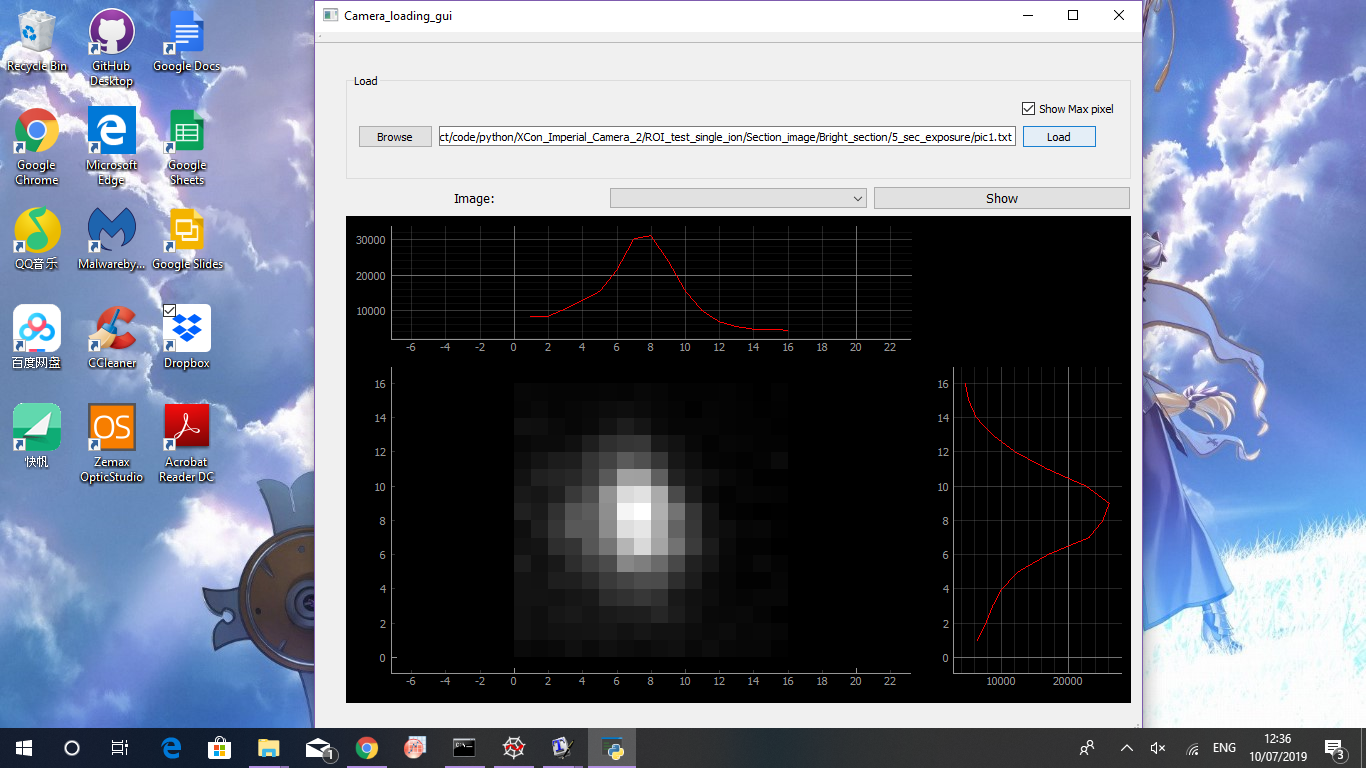 Camera_loading_gui
Recycle Bin
GitHub Desktop
Google Docs
Google Chrome
Microsoft Edge
Google Sheets
QQ音乐
Malwareby...
Google Slides
百度网盘
CCleaner
Dropbox
快帆
OS
Zemax OpticStudio
Acrobat Reader DC
Load
Show Max pixel
Browse
ct/code/python/XCon_Imperial_Camera_2/ROI_test_single_ion/Section_image/Bright_section/5_sec_exposure/pic1.txt
Load
Image:
Show
30000
20000
10000
-6 -4 -2 0 2 4 6 8 10 12 14 16 18 20 22
16
14
12
10
8
6
4
2
0
-6 -4 -2 0 2 4 6 8 10 12 14 16 18 20 22
16
14
12
10
8
6
4
2
0
10000 20000
1
ENG
12:36
10/07/2019
3